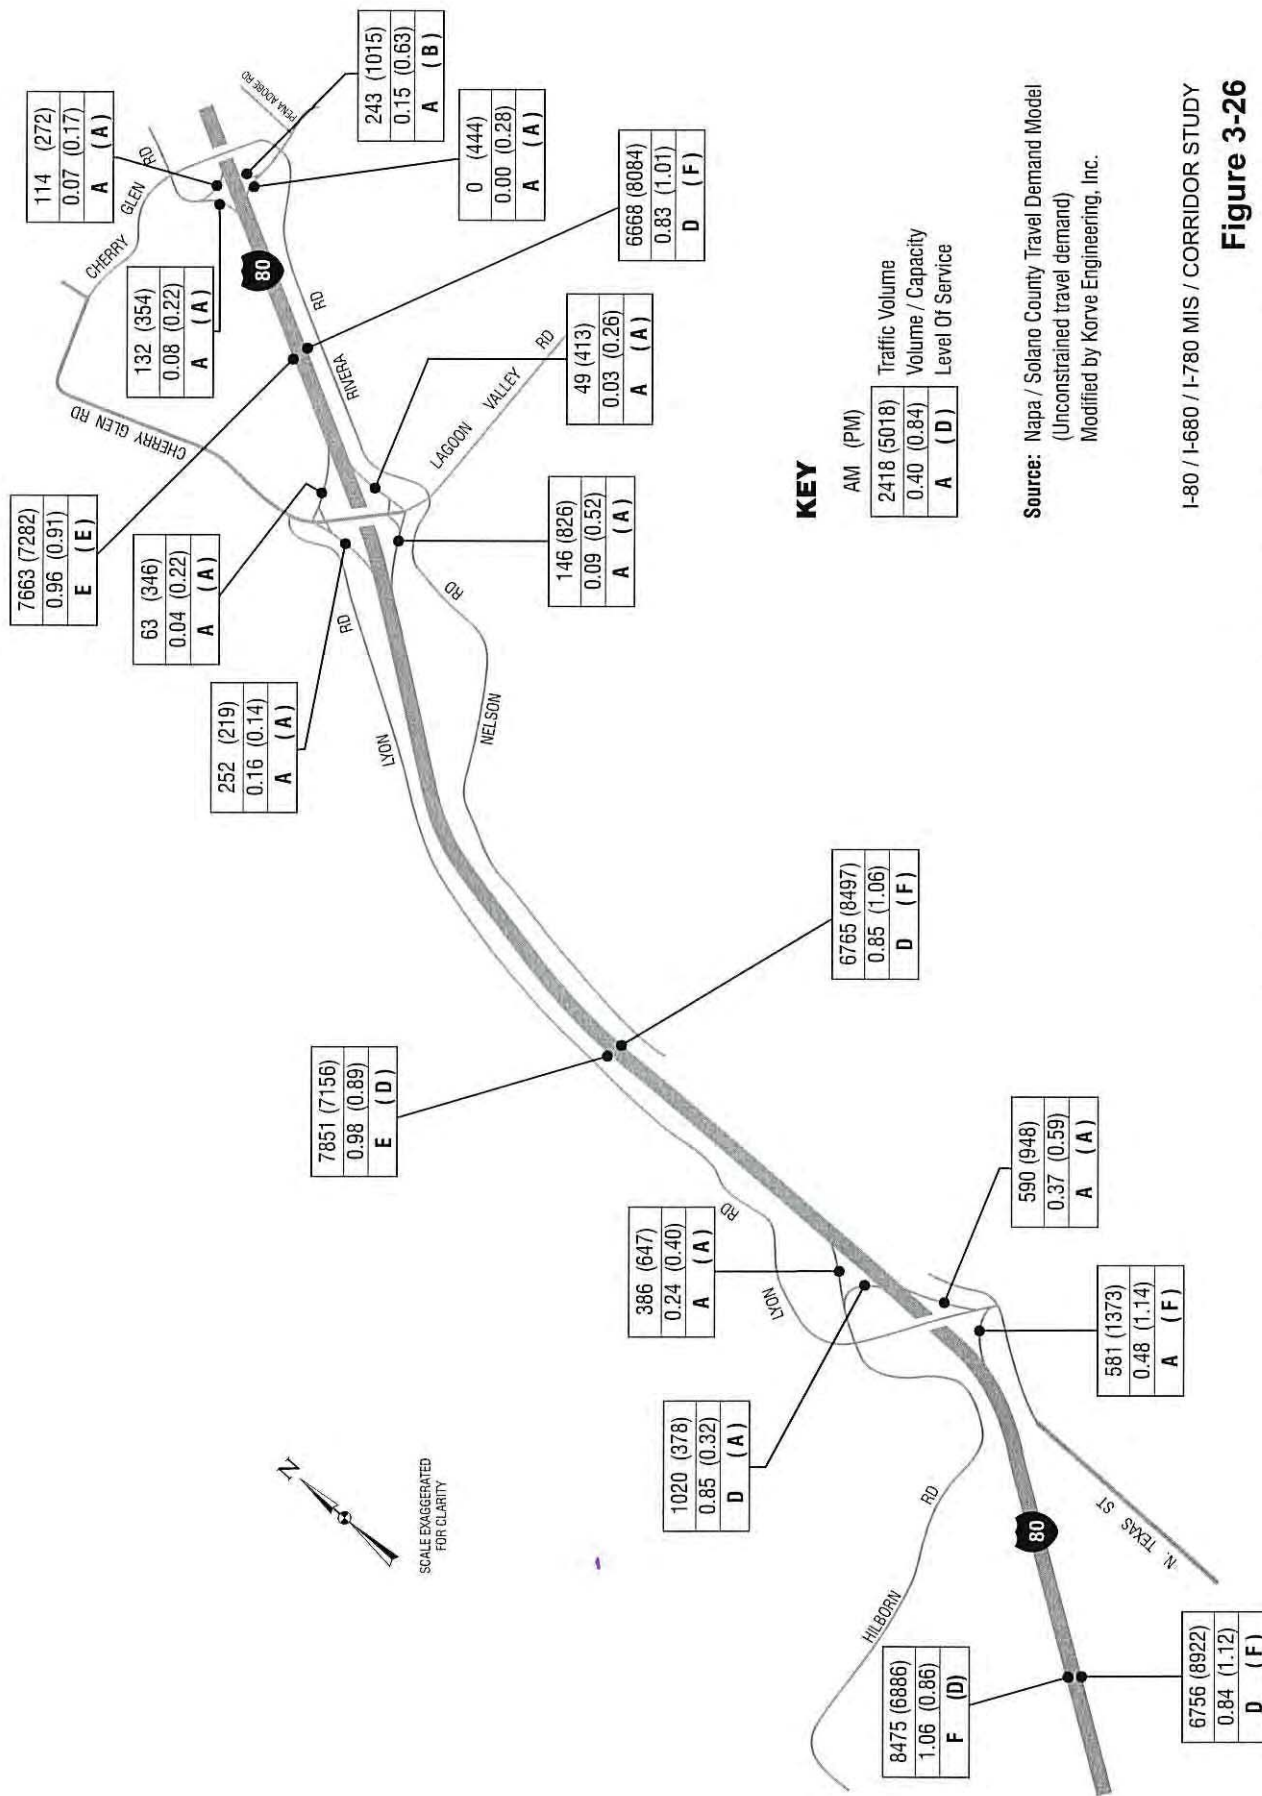 8475 (6886)
1.06 (0.86)
F (D)
6756 (8922)
0.84 (1.12)
D (F)
HILBORN
RD
80
N. TEXAS ST
1020 (378)
0.85 (0.32)
D (A)
386 (647)
0.24 (0.40)
A (A)
581 (1373)
0.48 (1.14)
A (F)
590 (948)
0.37 (0.59)
A (A)
LYON
RD
N
SCALE EXAGGERATED
FOR CLARITY
7851 (7156)
0.98 (0.89)
E (D)
6765 (8497)
0.85 (1.06)
D (F)
252 (219)
0.16 (0.14)
A (A)
LYON
RD
NELSON
RD
63 (346)
0.04 (0.22)
A (A)
7663 (7282)
0.96 (0.91)
E (E)
146 (826)
0.09 (0.52)
A (A)
49 (413)
0.03 (0.26)
A (A)
LAGOON VALLEY RD
RIVERA
RD
CHERRY GLEN RD
CHERRY GLEN RD
80
132 (354)
0.08 (0.22)
A (A)
114 (272)
0.07 (0.17)
A (A)
243 (1015)
0.15 (0.63)
A (B)
0 (444)
0.00 (0.28)
A (A)
6668 (8084)
0.83 (1.01)
D (F)
PENA ADOBE RD
KEY
AM (PM)
2418 (5018) Traffic Volume
0.40 (0.84) Volume / Capacity
A (D) Level Of Service
Source: Napa / Solano County Travel Demand Model
(Unconstrained travel demand)
Modified by Korve Engineering, Inc.
I-80 / I-680 / I-780 MIS / CORRIDOR STUDY
Figure 3-26